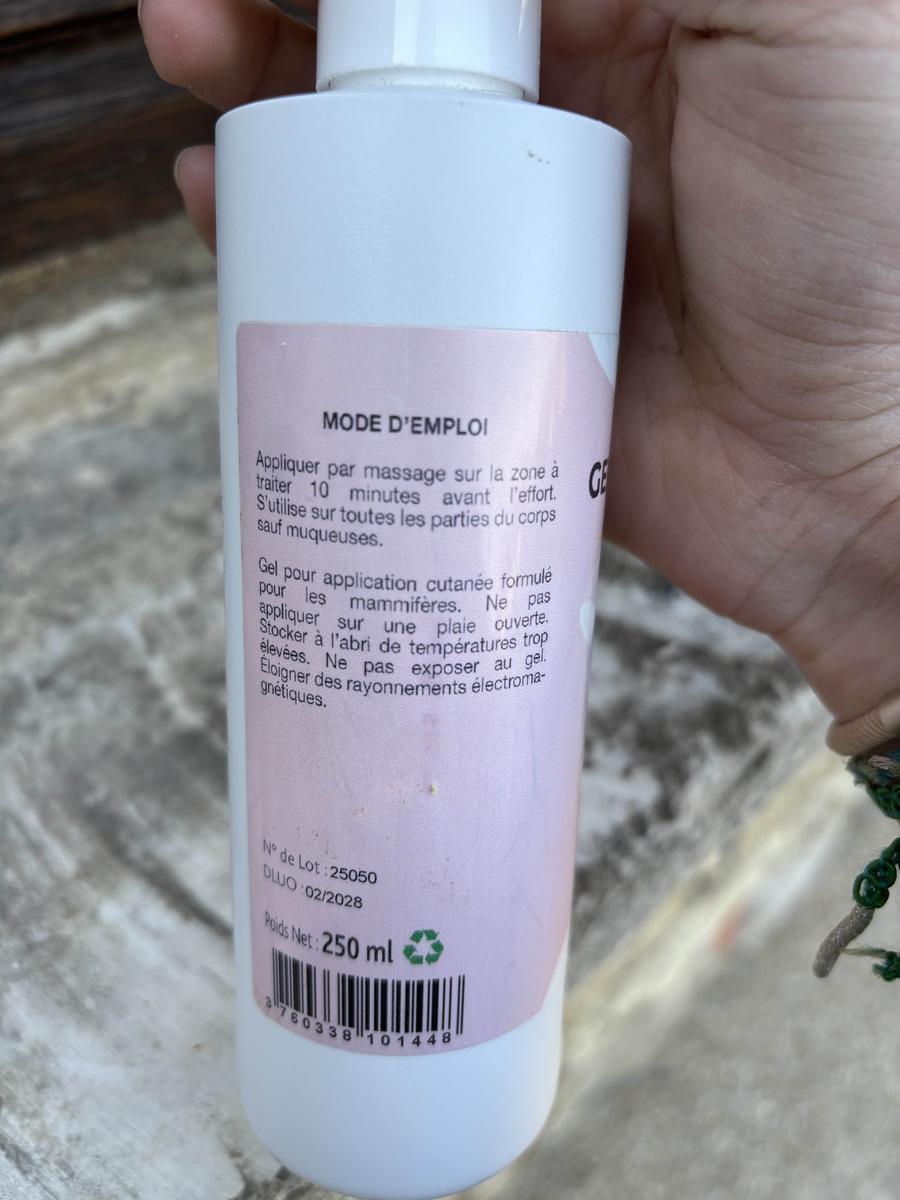 MODE D'EMPLOI
Appliquer par massage sur la zone à
traiter 10 minutes avant l'effort.
S'utilise sur toutes les parties du corps
sauf muqueuses.
Gel pour application cutanée formulé
pour les mammifères. Ne pas
appliquer sur une plaie ouverte.
Stocker à l'abri de températures trop
élevées. Ne pas exposer au gel.
Éloigner des rayonnements électroma-
gnétiques.
N° de Lot : 25050
DLUO : 02/2028
Poids Net : 250 ml
3 760338 101448